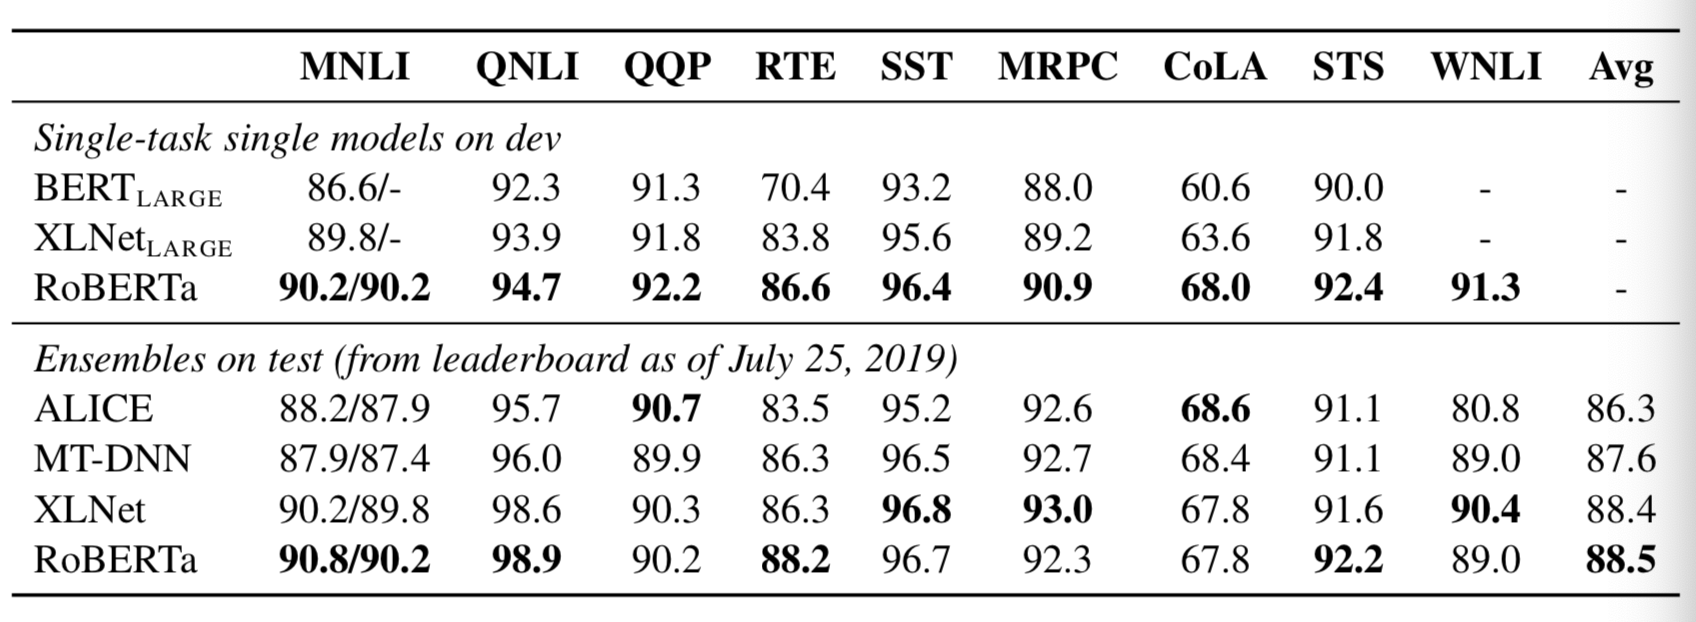 MNLI QNLI QQP RTE SST MRPC CoLA STS WNLI Avg
Single-task single models on dev
BERTLARGE 86.6/- 92.3 91.3 70.4 93.2 88.0 60.6 90.0 - -
XLNetLARGE 89.8/- 93.9 91.8 83.8 95.6 89.2 63.6 91.8 - -
RoBERTa 90.2/90.2 94.7 92.2 86.6 96.4 90.9 68.0 92.4 91.3 -
Ensembles on test (from leaderboard as of July 25, 2019)
ALICE 88.2/87.9 95.7 90.7 83.5 95.2 92.6 68.6 91.1 80.8 86.3
MT-DNN 87.9/87.4 96.0 89.9 86.3 96.5 92.7 68.4 91.1 89.0 87.6
XLNet 90.2/89.8 98.6 90.3 86.3 96.8 93.0 67.8 91.6 90.4 88.4
RoBERTa 90.8/90.2 98.9 90.2 88.2 96.7 92.3 67.8 92.2 89.0 88.5